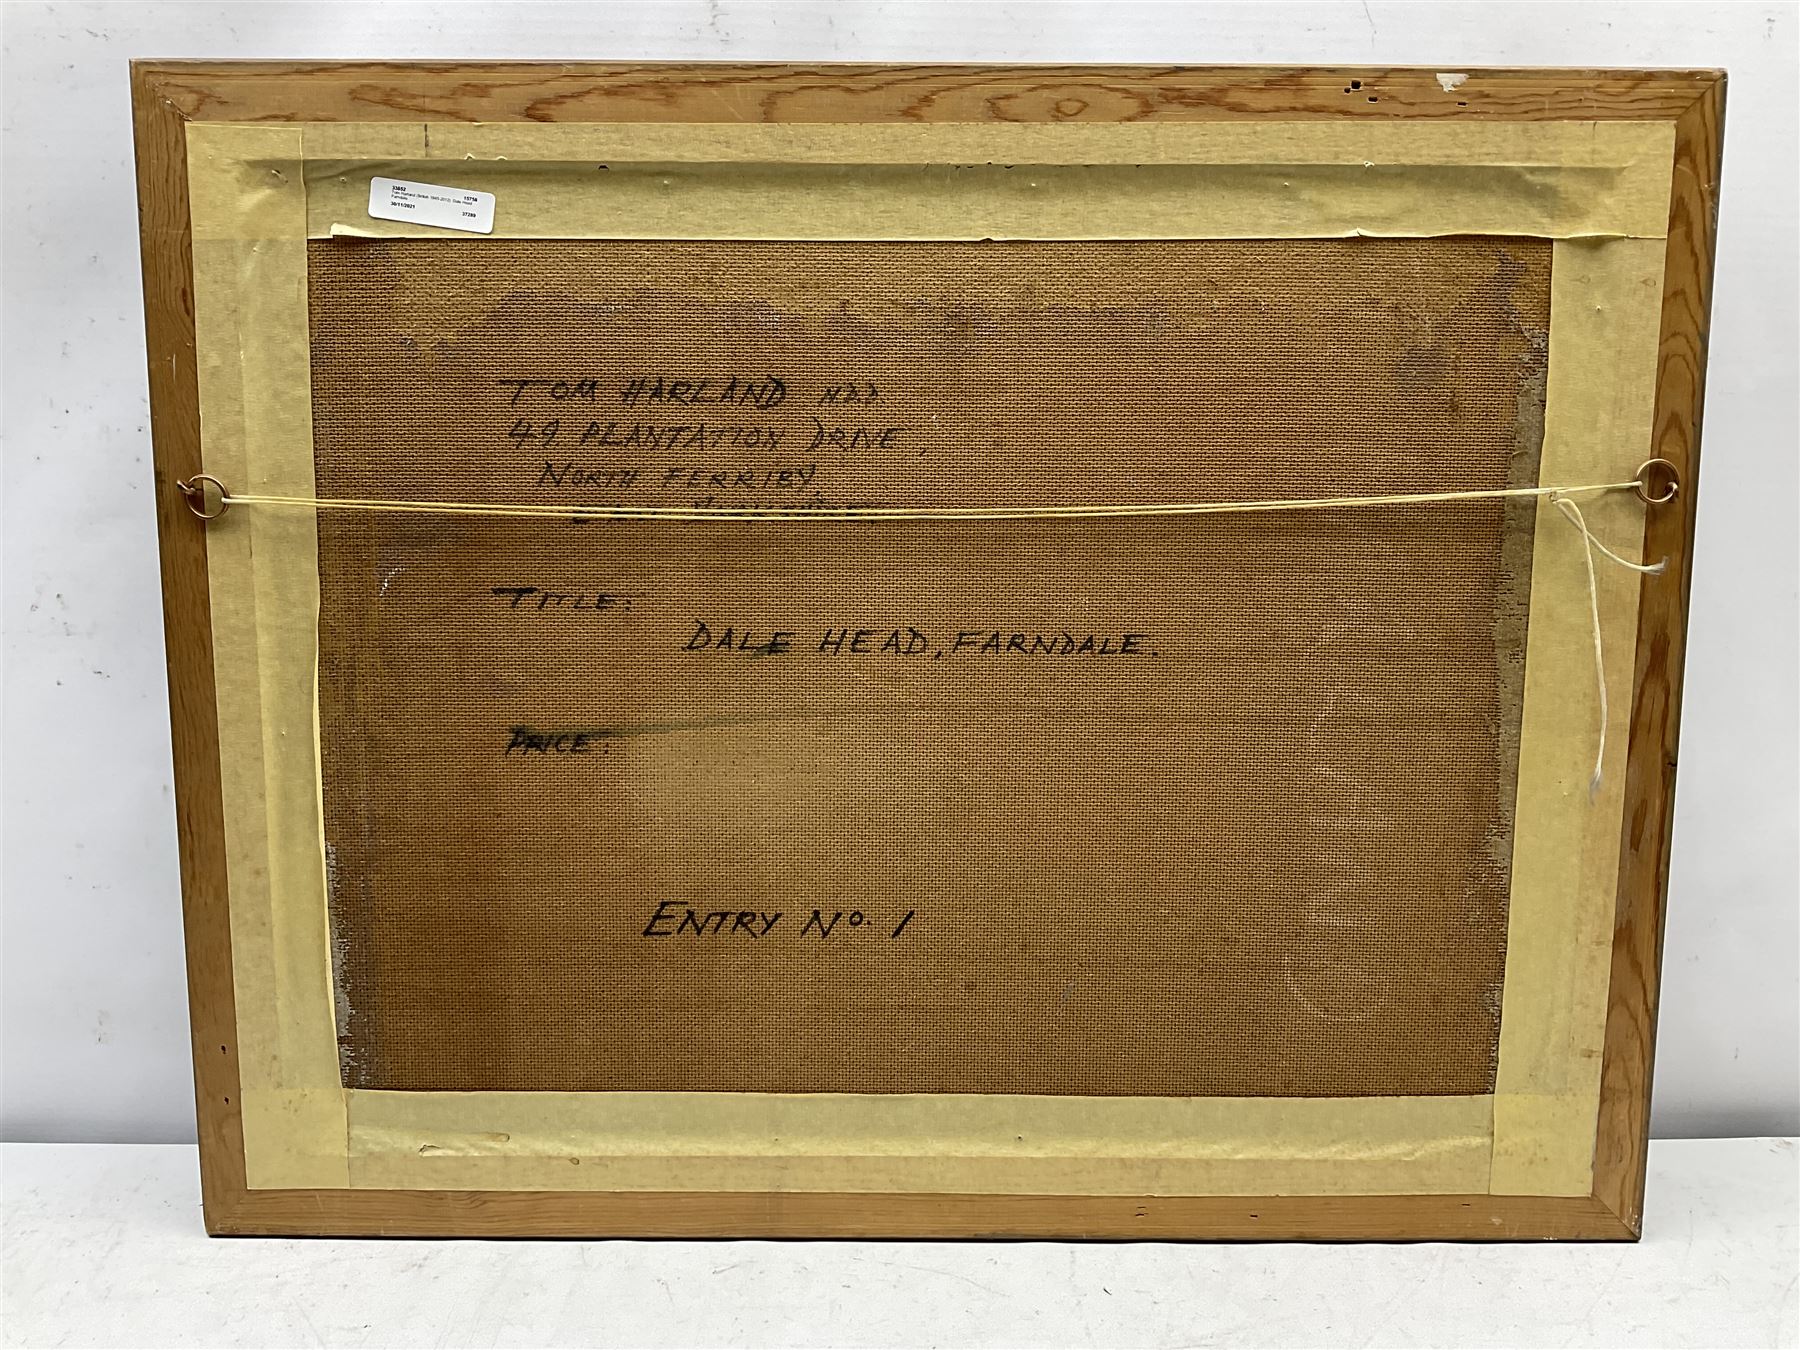 33852 15758
Tom Harland (British 1945-2012): Dale Head
Farndale
30/11/2021 37289
TOM HARLAND NDD.
49 PLANTATION DRIVE,
NORTH FERRIBY
TITLE:
DALE HEAD, FARNDALE.
PRICE:
ENTRY No. 1